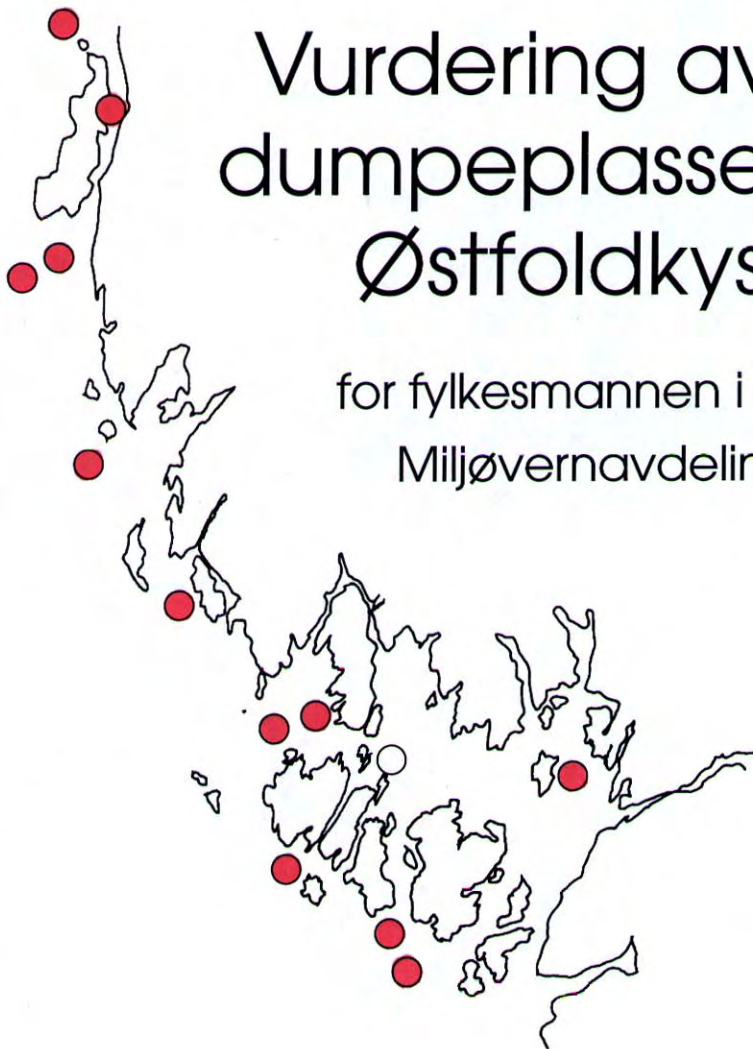 Vurdering av
dumpeplasse
Østfoldkys
for fylkesmannen i
Miljøvernavdelin